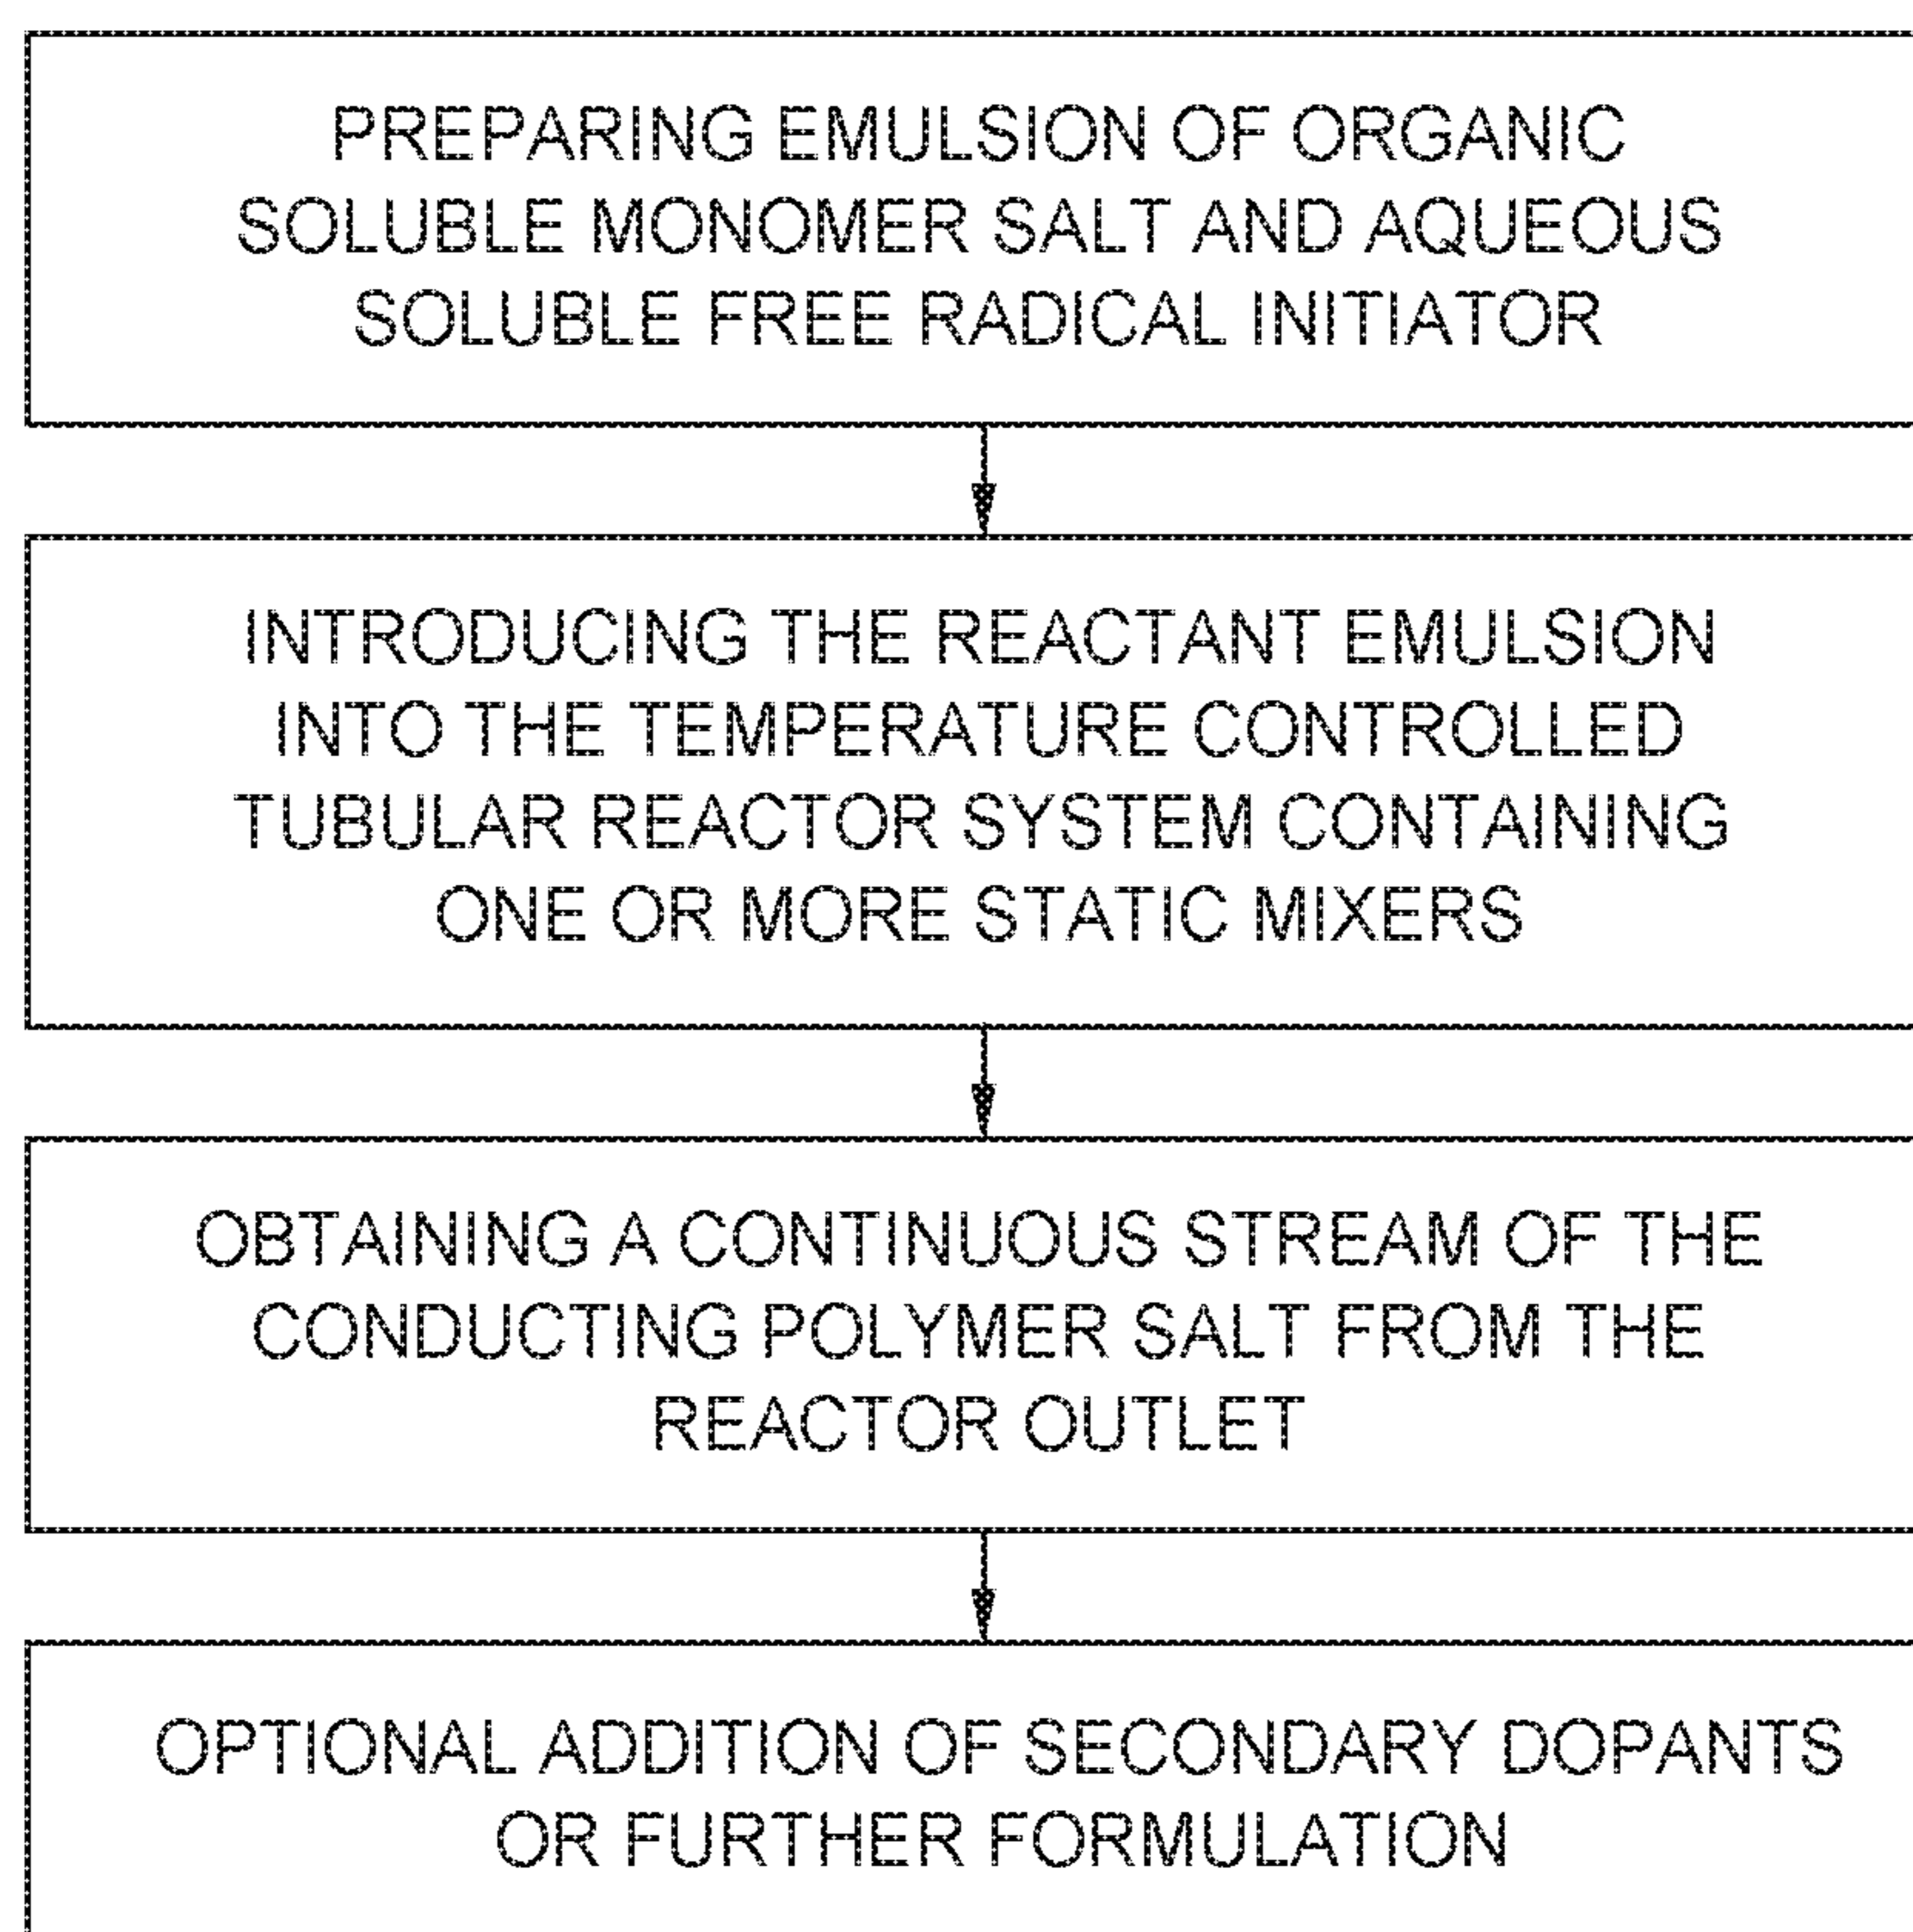 PREPARING EMULSION OF ORGANIC
SOLUBLE MONOMER SALT AND AQUEOUS
SOLUBLE FREE RADICAL INITIATOR
INTRODUCING THE REACTANT EMULSION
INTO THE TEMPERATURE CONTROLLED
TUBULAR REACTOR SYSTEM CONTAINING
ONE OR MORE STATIC MIXERS
OBTAINING A CONTINUOUS STREAM OF THE
CONDUCTING POLYMER SALT FROM THE
REACTOR OUTLET
OPTIONAL ADDITION OF SECONDARY DOPANTS
OR FURTHER FORMULATION